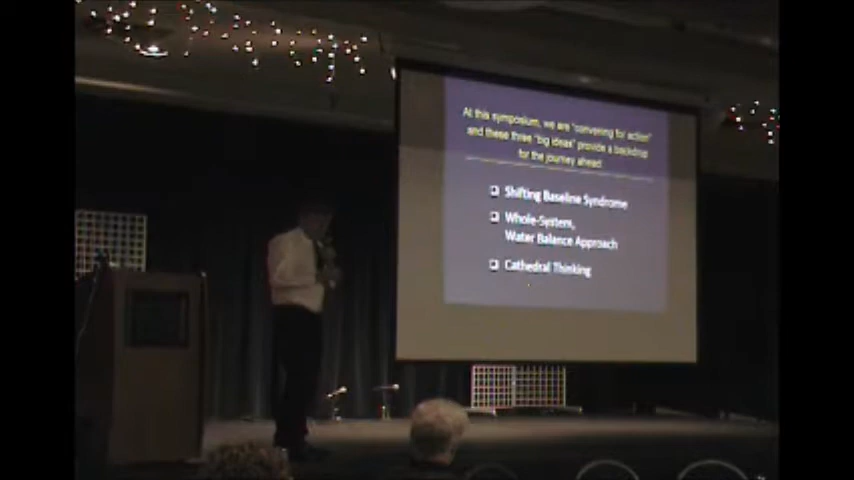 At this symposium, we are "convening for action"
and these three "big ideas" provide a backdrop
for the journey ahead
❑ Shifting Baseline Syndrome
❑ Whole-System,
Water Balance Approach
❑ Cathedral Thinking